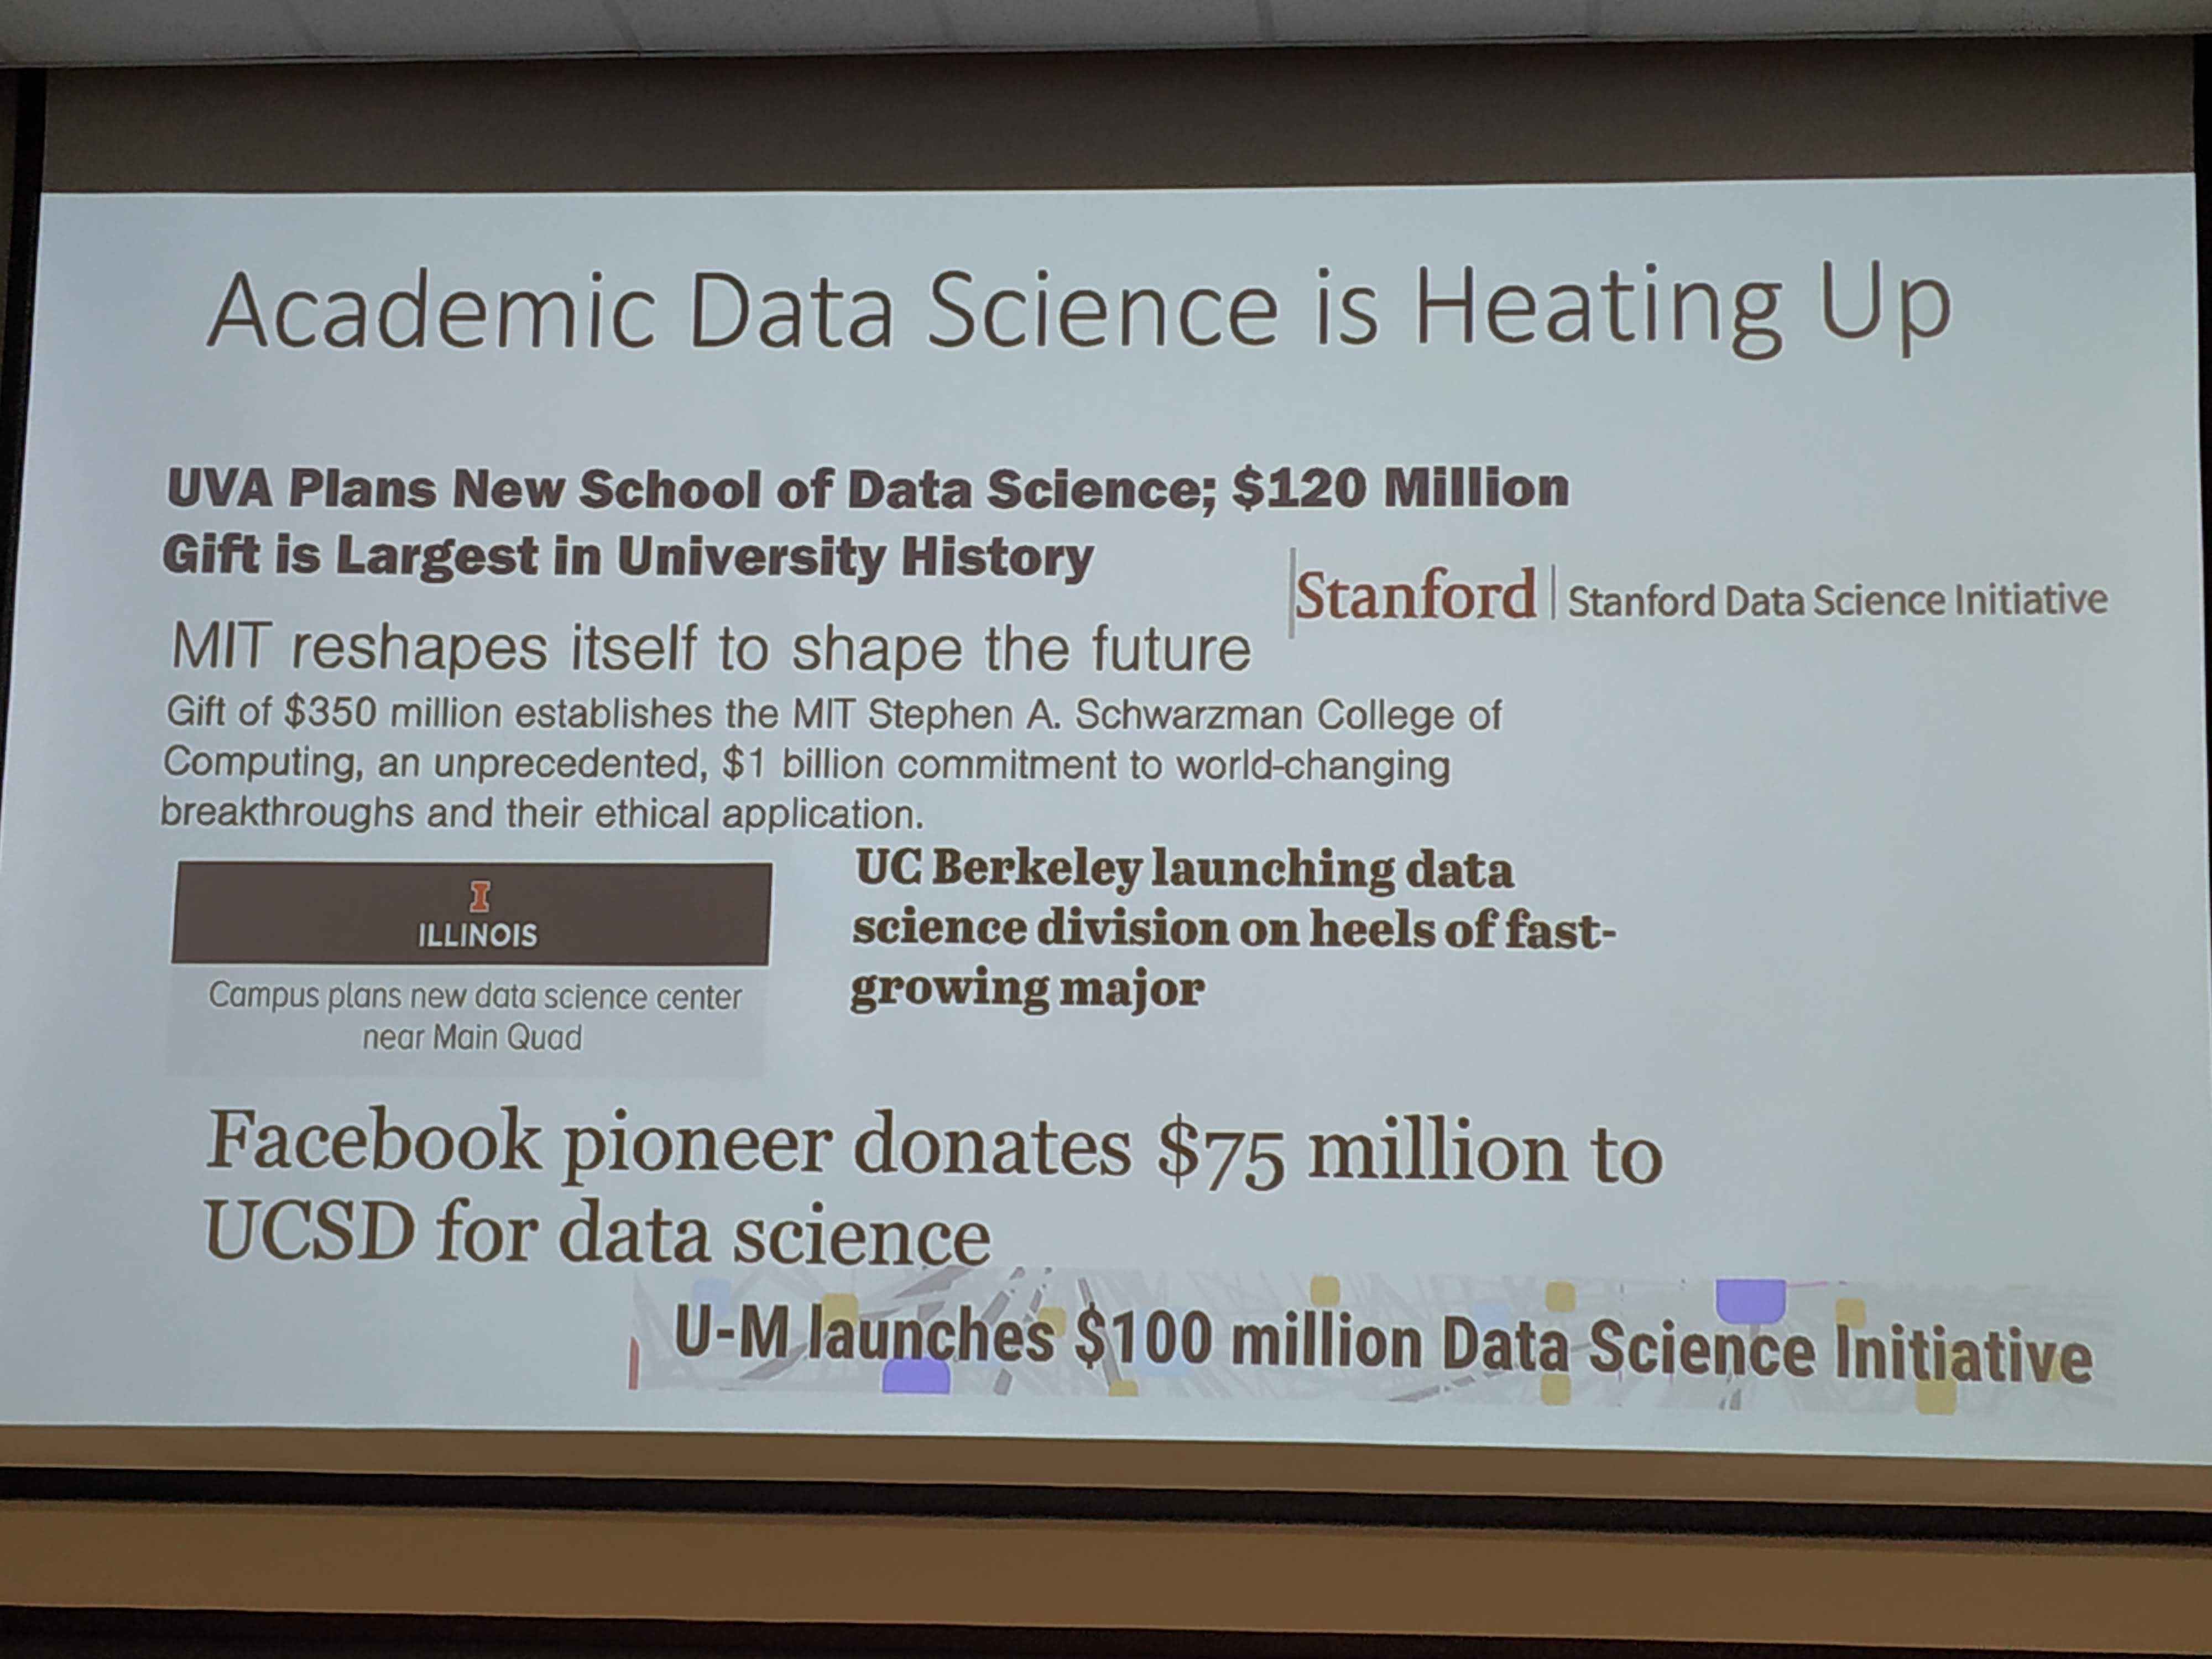 Academic Data Science is Heating Up
UVA Plans New School of Data Science; $120 Million
Gift is Largest in University History
Stanford | Stanford Data Science Initiative
MIT reshapes itself to shape the future
Gift of $350 million establishes the MIT Stephen A. Schwarzman College of
Computing, an unprecedented, $1 billion commitment to world-changing
breakthroughs and their ethical application.
I
ILLINOIS
Campus plans new data science center
near Main Quad
UC Berkeley launching data
science division on heels of fast-
growing major
Facebook pioneer donates $75 million to
UCSD for data science
U-M launches $100 million Data Science Initiative